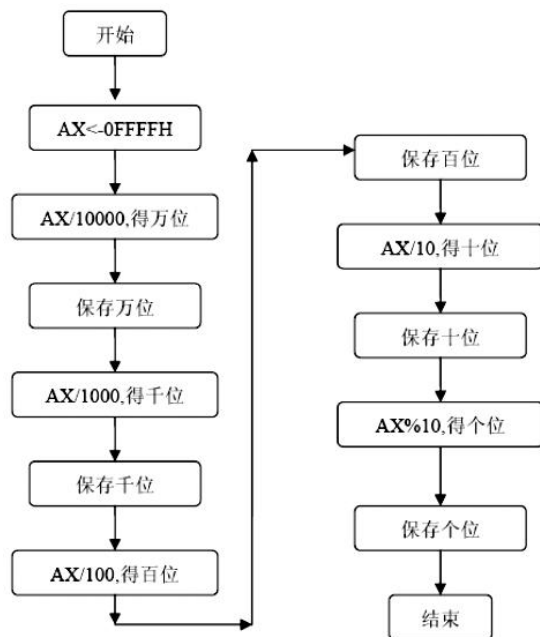 开始
AX<-0FFFFH
AX/10000,得万位
保存万位
AX/1000,得千位
保存千位
AX/100,得百位
保存百位
AX/10,得十位
保存十位
AX%10,得个位
保存个位
结束